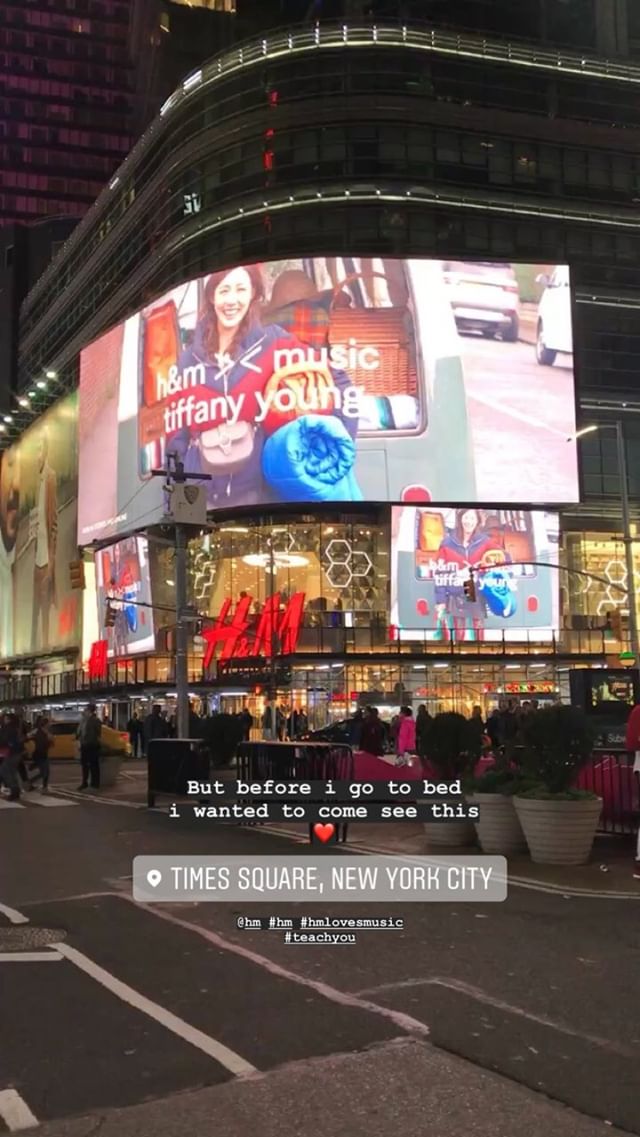 h&m >< music
tiffany young
h&m >< music
tiffany young
H&M
But before i go to bed
i wanted to come see this
TIMES SQUARE, NEW YORK CITY
@hm #hm #hmlovesmusic
#teachyou